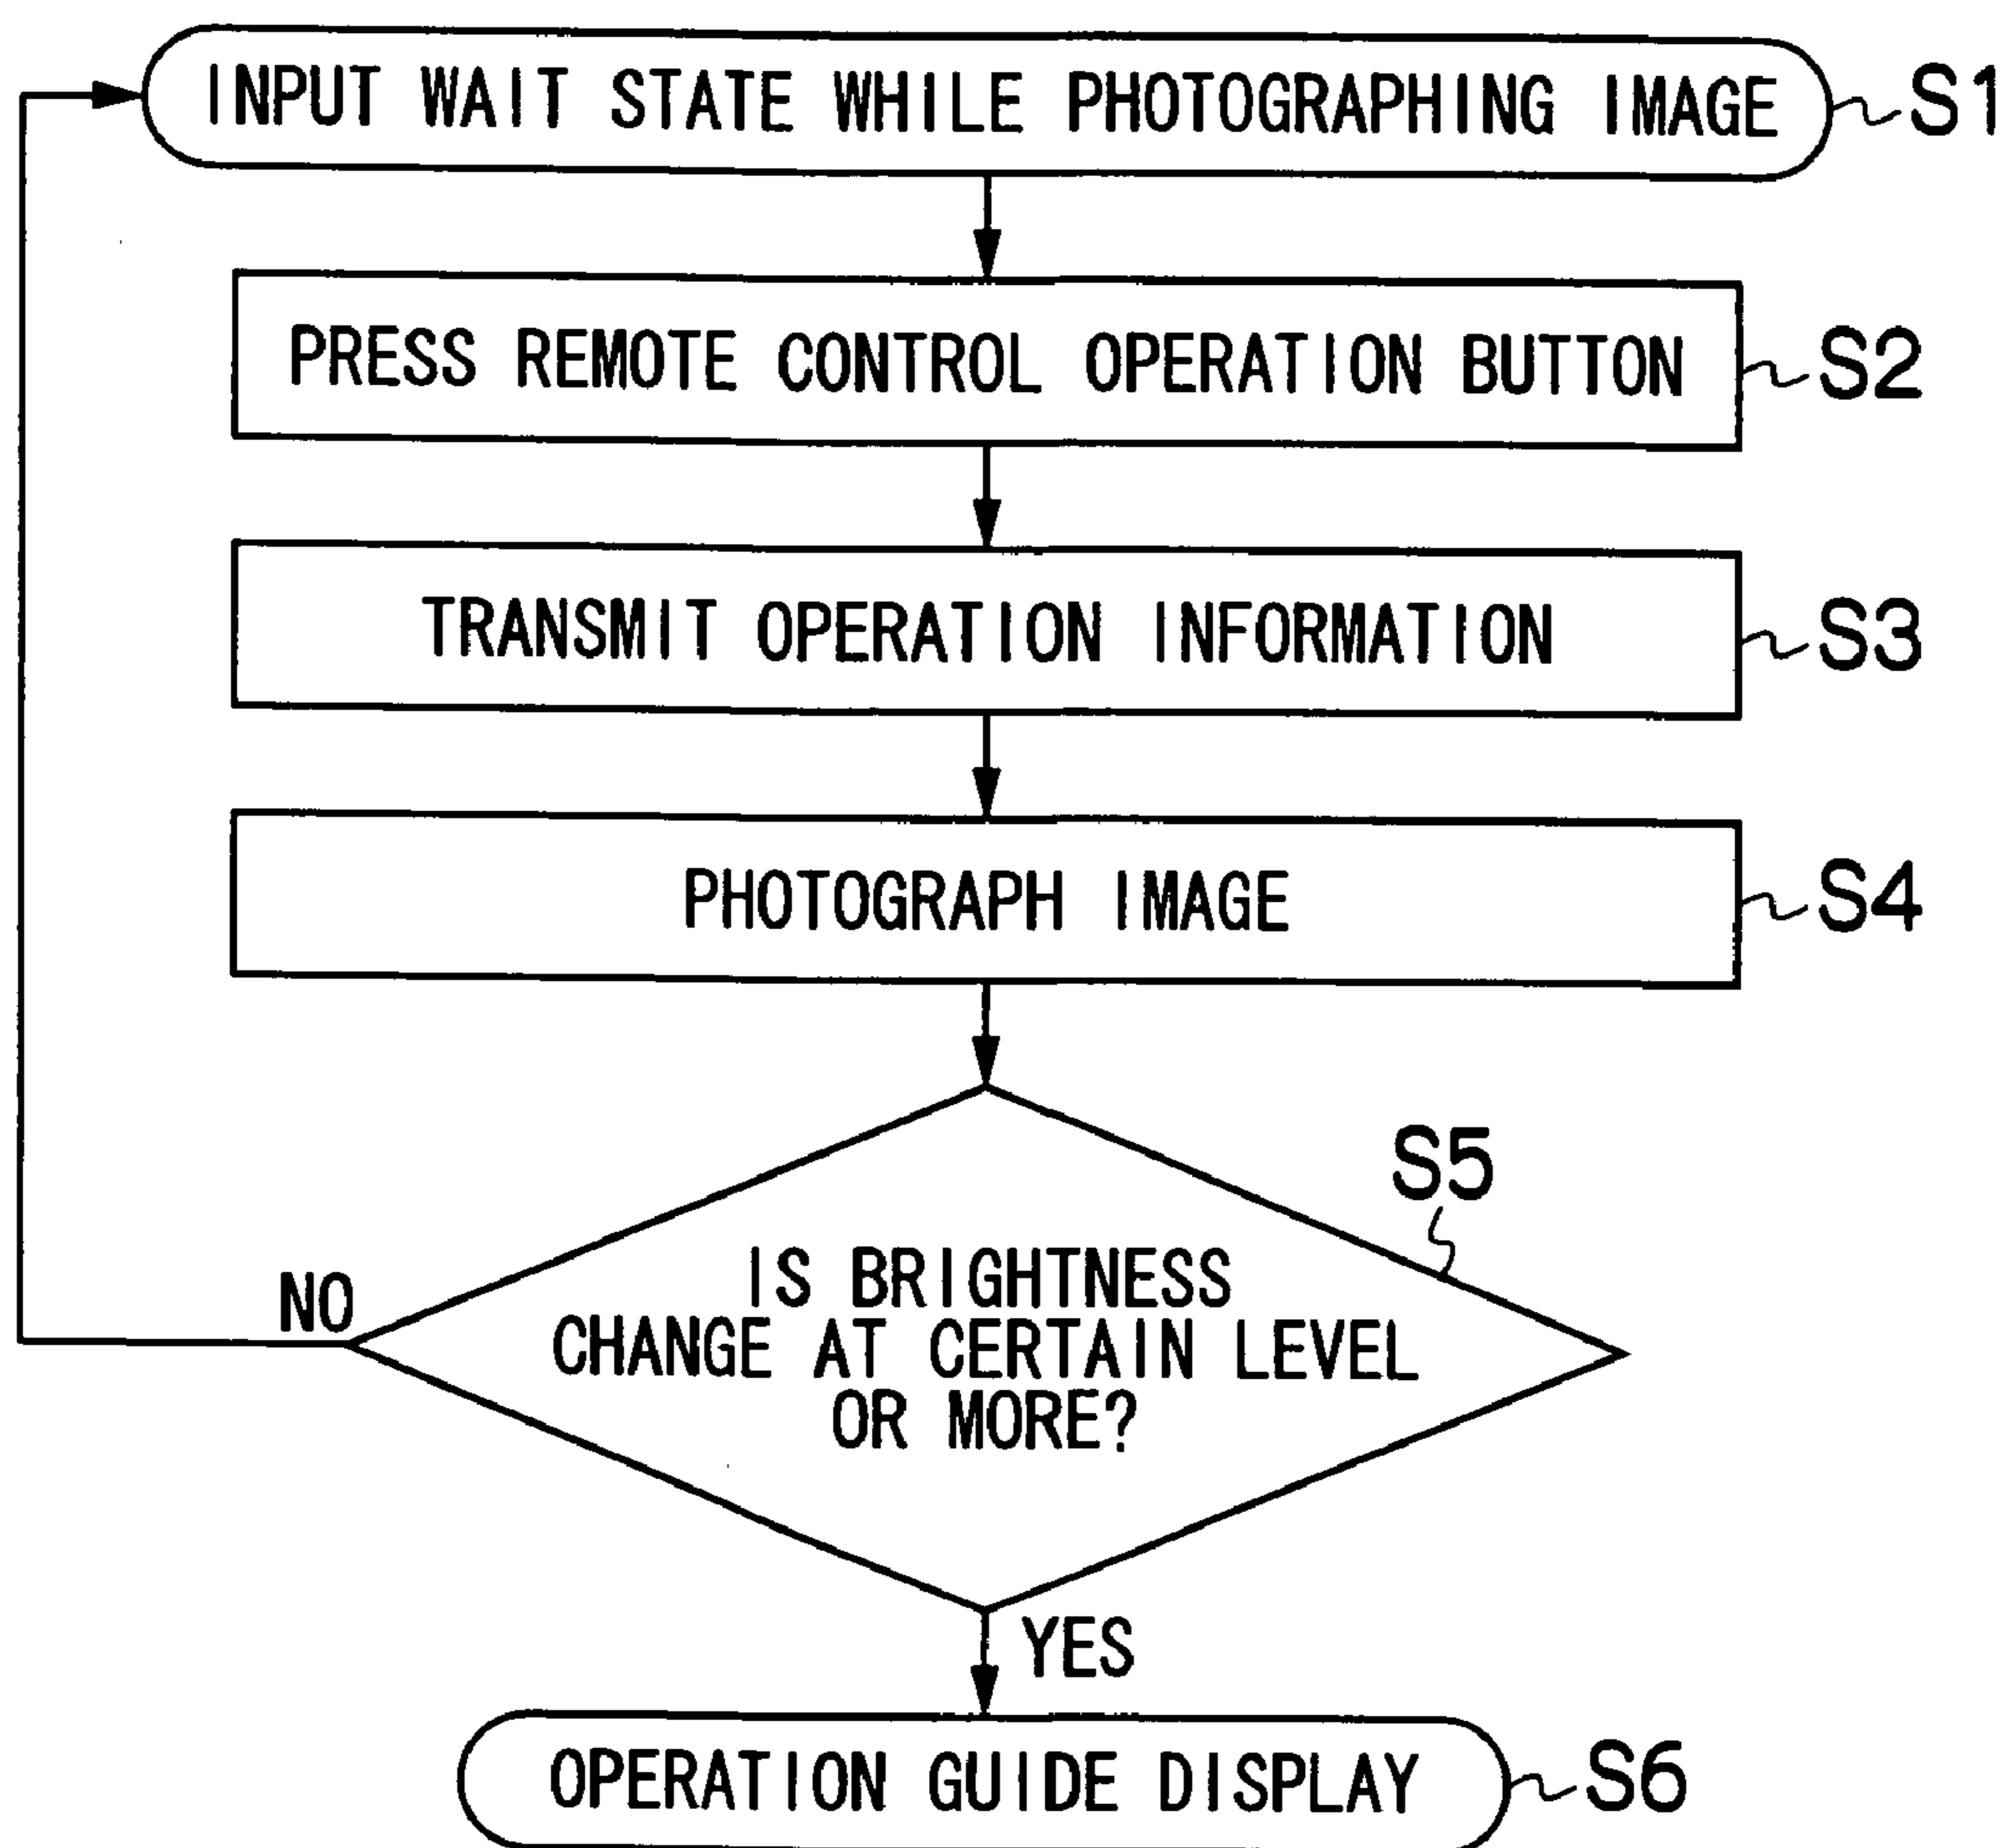 INPUT WAIT STATE WHILE PHOTOGRAPHING IMAGE S1
PRESS REMOTE CONTROL OPERATION BUTTON S2
TRANSMIT OPERATION INFORMATION S3
PHOTOGRAPH IMAGE S4
S5
IS BRIGHTNESS
CHANGE AT CERTAIN LEVEL
OR MORE?
NO
YES
OPERATION GUIDE DISPLAY S6